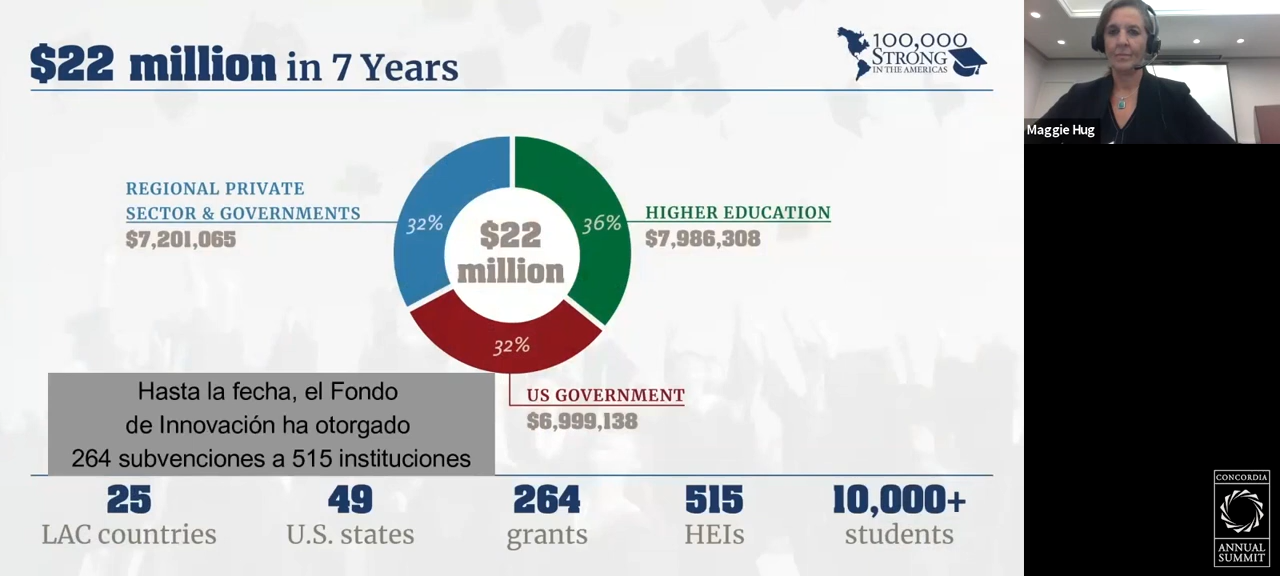 $22 million in 7 Years
100,000
STRONG
IN THE AMERICAS
Maggie Hug
REGIONAL PRIVATE
SECTOR & GOVERNMENTS
$7,201,065
32%
$22
million
36%
HIGHER EDUCATION
$7,986,308
32%
US GOVERNMENT
$6,999,138
Hasta la fecha, el Fondo
de Innovación ha otorgado
264 subvenciones a 515 instituciones
25 49 264 515 10,000+
LAC countries U.S. states grants HEIs students
CONCORDIA
ANNUAL
SUMMIT